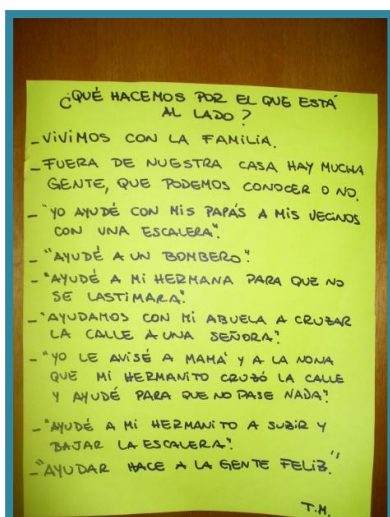 ¿QUÉ HACEMOS POR EL QUE ESTÁ
AL LADO?
- VIVIMOS CON LA FAMILIA.
- FUERA DE NUESTRA CASA HAY MUCHA
GENTE, QUE PODEMOS CONOCER O NO.
- "YO AYUDÉ CON MIS PAPÁS A MIS VECINOS
CON UNA ESCALERA".
- "AYUDÉ A UN BOMBERO".
- "AYUDÉ A MI HERMANA PARA QUE NO
SE LASTIMARA".
- "AYUDAMOS CON MI ABUELA A CRUZAR
LA CALLE A UNA SEÑORA".
- "YO LE AVISÉ A MAMÁ Y A LA NONA
QUE MI HERMANITO CRUZÓ LA CALLE
Y AYUDÉ PARA QUE NO PASE NADA".
- "AYUDÉ A MI HERMANITO A SUBIR Y
BAJAR LA ESCALERA".
- "AYUDAR HACE A LA GENTE FELIZ."
T.M.